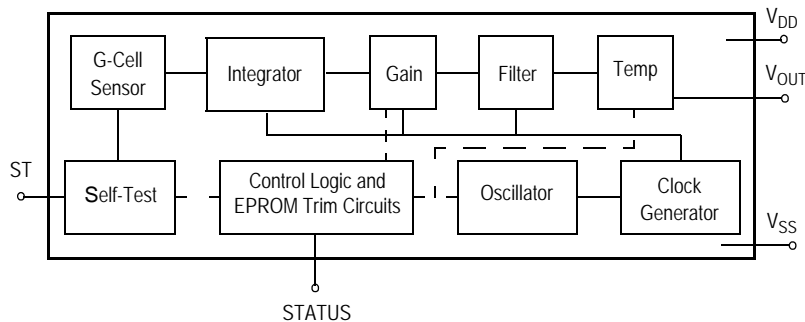 V_DD
G-Cell
Sensor
Integrator
Gain
Filter
Temp
V_OUT
ST
Self-Test
Control Logic and
EPROM Trim Circuits
Oscillator
Clock
Generator
V_SS
STATUS